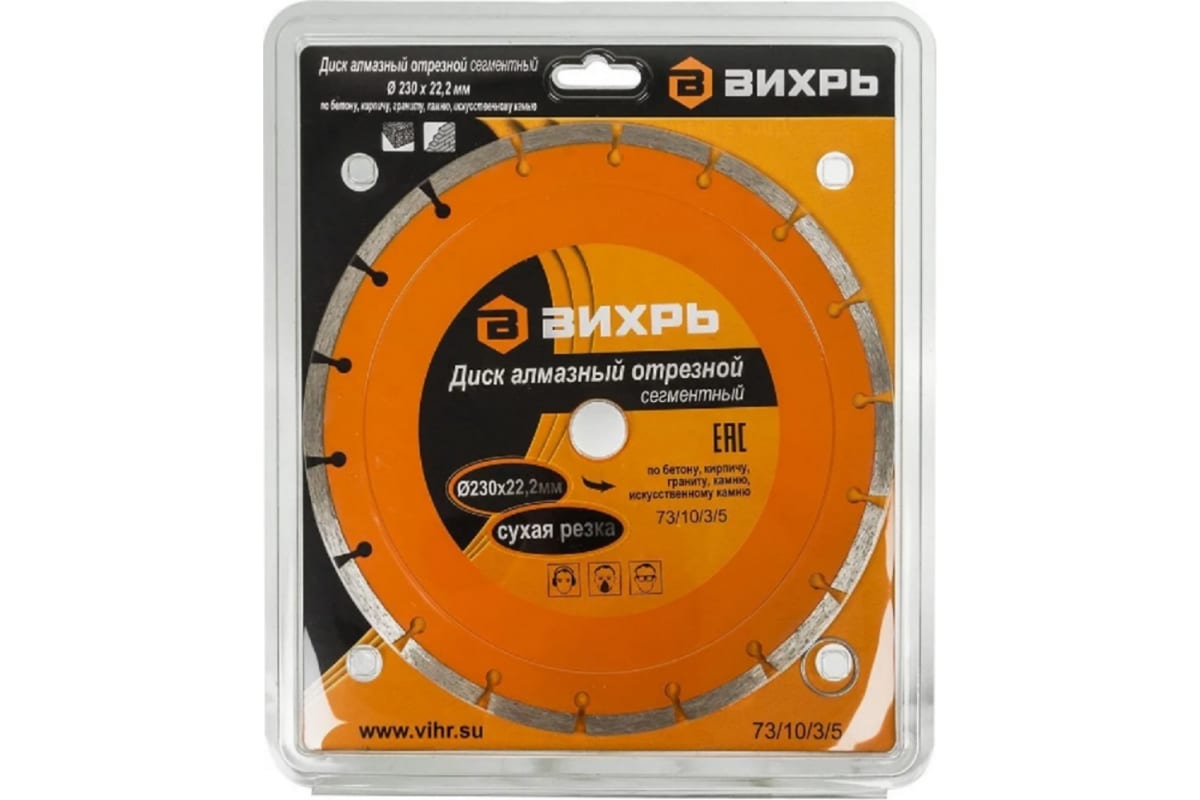 Диск алмазный отрезной сегментный
Ø 230 x 22,2 мм
по бетону, кирпичу, граниту, камню, искусственному камню
ВИХРЬ
ВИХРЬ
Диск алмазный отрезной
сегментный
EAC
по бетону, кирпичу,
граниту, камню,
искусственному камню
73/10/3/5
Ø230x22,2мм
сухая резка
www.vihr.su
73/10/3/5